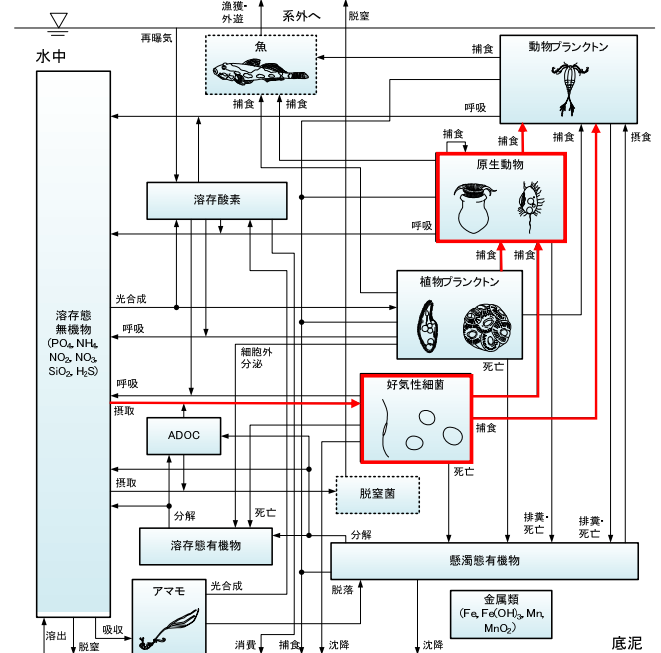 漁獲・
外遊
系外へ
脱窒
再曝気
水中
魚
捕食
動物プランクトン
捕食
捕食
呼吸
捕食
捕食
捕食
摂食
原生動物
溶存酸素
呼吸
捕食
捕食
植物プランクトン
光合成
溶存態
無機物
(PO₄, NH₄,
NO₂, NO₃,
SiO₂, H₂S)
呼吸
細胞外
分泌
死亡
呼吸
摂取
好気性細菌
捕食
ADOC
死亡
摂取
脱窒菌
分解
死亡
排糞・
死亡
排糞・
死亡
溶存態有機物
分解
懸濁態有機物
アマモ
光合成
脱落
金属類
(Fe, Fe(OH)₃, Mn,
MnO₂)
溶出
脱窒
吸収
消費
捕食
沈降
沈降
底泥